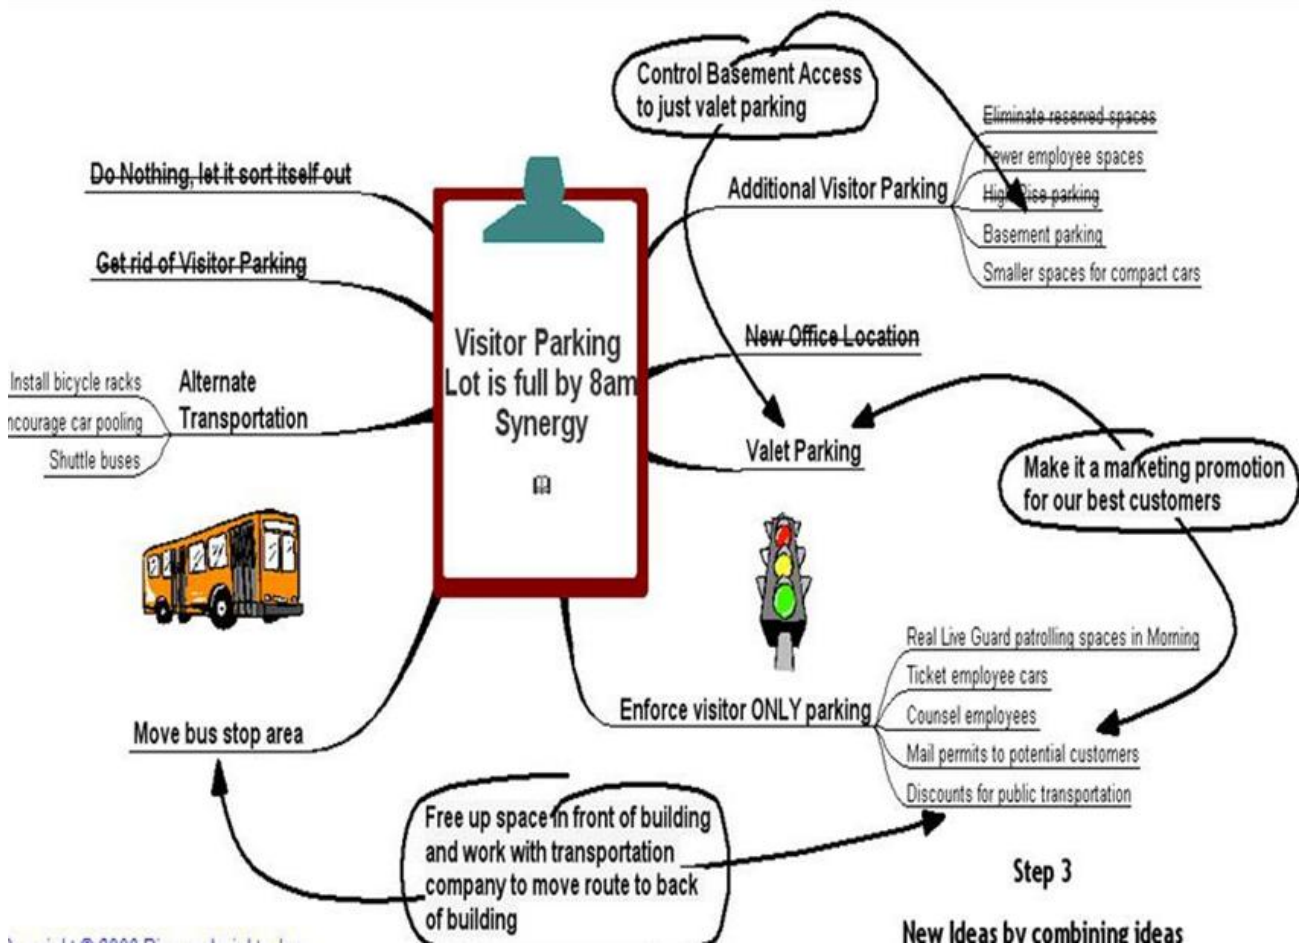 Control Basement Access
to just valet parking
Eliminate reserved spaces
Fewer employee spaces
High Rise parking
Basement parking
Smaller spaces for compact cars
Additional Visitor Parking
Do Nothing, let it sort itself out
Get rid of Visitor Parking
New Office Location
Visitor Parking
Lot is full by 8am
Synergy
Install bicycle racks
car pooling
Shuttle buses
Alternate
Transportation
Valet Parking
Make it a marketing promotion
for our best customers
Real Live Guard patrolling spaces in Morning
Ticket employee cars
Counsel employees
Mail permits to potential customers
Discounts for public transportation
Enforce visitor ONLY parking
Move bus stop area
Free up space in front of building
and work with transportation
company to move route to back
of building
Step 3
New Ideas by combining ideas